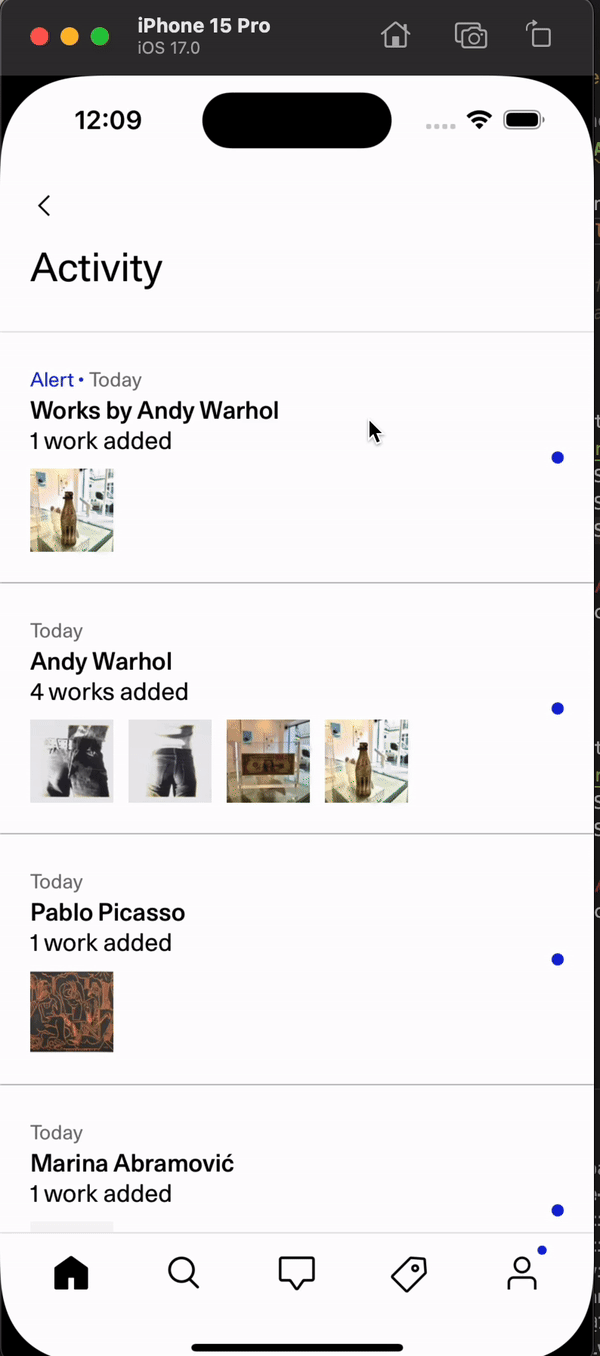 iPhone 15 Pro
iOS 17.0
12:09
Activity
Alert • Today
Works by Andy Warhol
1 work added
Today
Andy Warhol
4 works added
Today
Pablo Picasso
1 work added
Today
Marina Abramović
1 work added